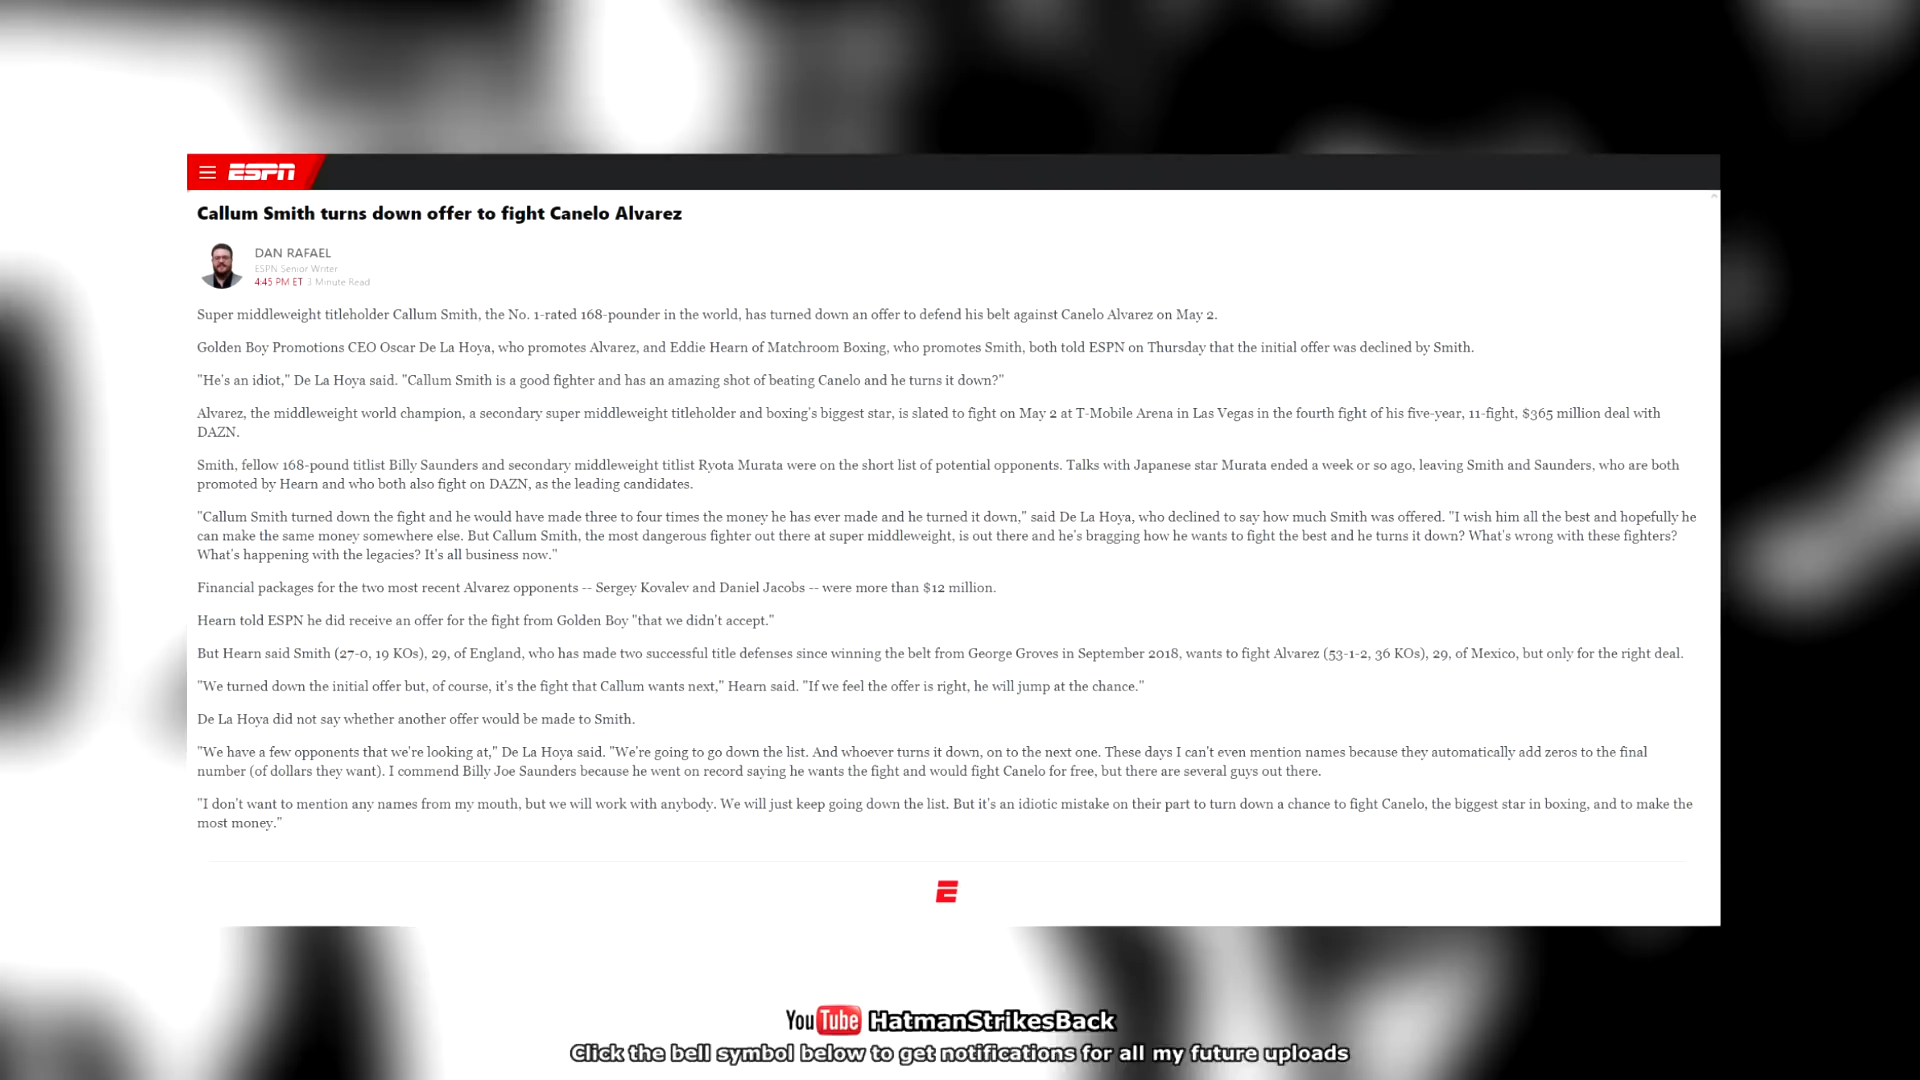 ESPN
Callum Smith turns down offer to fight Canelo Alvarez
DAN RAFAEL
ESPN Senior Writer
4:45 PM ET 3 Minute Read
Super middleweight titleholder Callum Smith, the No. 1-rated 168-pounder in the world, has turned down an offer to defend his belt against Canelo Alvarez on May 2.
Golden Boy Promotions CEO Oscar De La Hoya, who promotes Alvarez, and Eddie Hearn of Matchroom Boxing, who promotes Smith, both told ESPN on Thursday that the initial offer was declined by Smith.
"He's an idiot," De La Hoya said. "Callum Smith is a good fighter and has an amazing shot of beating Canelo and he turns it down?"
Alvarez, the middleweight world champion, a secondary super middleweight titleholder and boxing's biggest star, is slated to fight on May 2 at T-Mobile Arena in Las Vegas in the fourth fight of his five-year, 11-fight, $365 million deal with
DAZN.
Smith, fellow 168-pound titlist Billy Saunders and secondary middleweight titlist Ryota Murata were on the short list of potential opponents. Talks with Japanese star Murata ended a week or so ago, leaving Smith and Saunders, who are both
promoted by Hearn and who both also fight on DAZN, as the leading candidates.
"Callum Smith turned down the fight and he would have made three to four times the money he has ever made and he turned it down," said De La Hoya, who declined to say how much Smith was offered. "I wish him all the best and hopefully he
can make the same money somewhere else. But Callum Smith, the most dangerous fighter out there at super middleweight, is out there and he's bragging how he wants to fight the best and he turns it down? What's wrong with these fighters?
What's happening with the legacies? It's all business now."
Financial packages for the two most recent Alvarez opponents -- Sergey Kovalev and Daniel Jacobs -- were more than $12 million.
Hearn told ESPN he did receive an offer for the fight from Golden Boy "that we didn't accept."
But Hearn said Smith (27-0, 19 KOs), 29, of England, who has made two successful title defenses since winning the belt from George Groves in September 2018, wants to fight Alvarez (53-1-2, 36 KOs), 29, of Mexico, but only for the right deal.
"We turned down the initial offer but, of course, it's the fight that Callum wants next," Hearn said. "If we feel the offer is right, he will jump at the chance."
De La Hoya did not say whether another offer would be made to Smith.
"We have a few opponents that we're looking at," De La Hoya said. "We're going to go down the list. And whoever turns it down, on to the next one. These days I can't even mention names because they automatically add zeros to the final
number (of dollars they want). I commend Billy Joe Saunders because he went on record saying he wants the fight and would fight Canelo for free, but there are several guys out there.
"I don't want to mention any names from my mouth, but we will work with anybody. We will just keep going down the list. But it's an idiotic mistake on their part to turn down a chance to fight Canelo, the biggest star in boxing, and to make the
most money."
E
YouTube HatmanStrikesBack
Click the bell symbol below to get notifications for all my future uploads